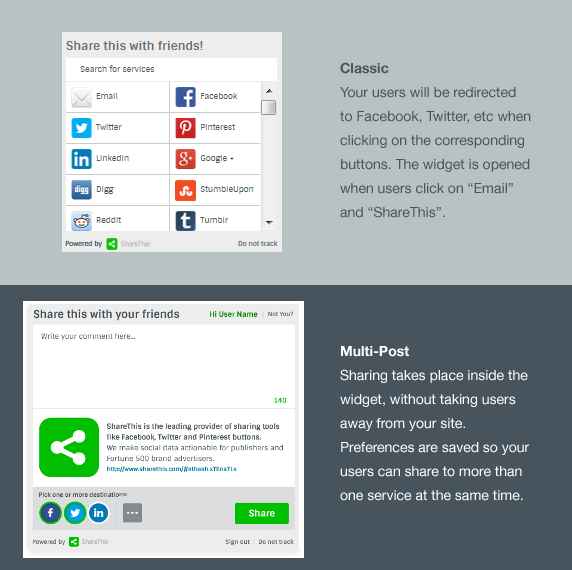 Share this with friends!
Search for services
Email
Facebook
Twitter
Pinterest
LinkedIn
Google +
Digg
StumbleUpon
Reddit
Tumblr
Powered by ShareThis
Do not track
Classic
Your users will be redirected
to Facebook, Twitter, etc when
clicking on the corresponding
buttons. The widget is opened
when users click on “Email”
and “ShareThis”.
Share this with your friends
Hi User Name
Not You?
Write your comment here...
140
ShareThis is the leading provider of sharing tools
like Facebook, Twitter and Pinterest buttons.
We make social data actionable for publishers and
Fortune 500 brand advertisers.
Pick one or more destinations:
Share
Powered by ShareThis
Sign out | Do not track
Multi-Post
Sharing takes place inside the
widget, without taking users
away from your site.
Preferences are saved so your
users can share to more than
one service at the same time.